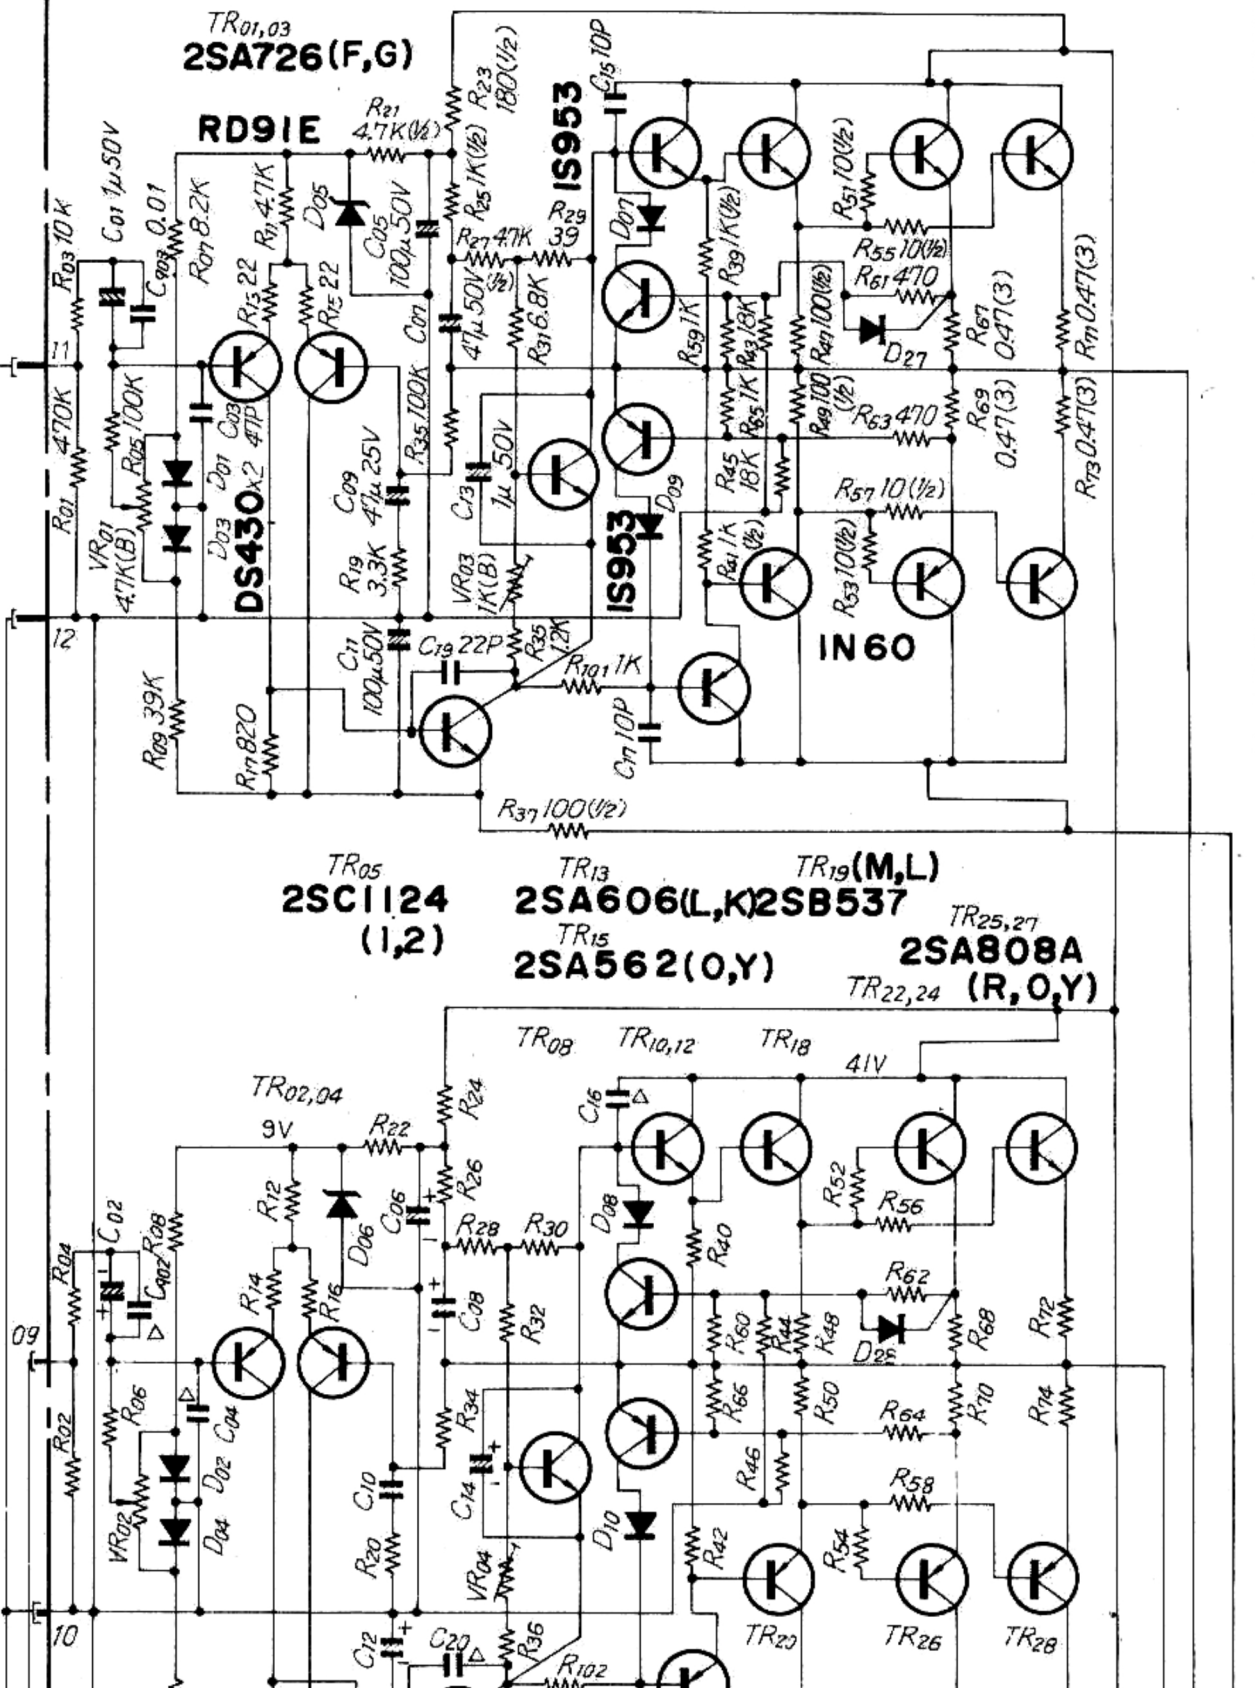 TR01,03
2SA726(F,G)
RD91E
R21
4.7K(½)
R23
180(1/2)
C15 10P
1S953
C01 1μ50V
C903 0.01
R03 10K
R07 8.2K
R11 4.7K
D05
C05
100μ50V
R25 1K(½)
R27 4.7K
(½)
R29
39
D07
R39 1K(½)
R51 10(½)
R55 10(½)
R61 470
R13 22
R15 22
C07
47μ50V
R31 6.8K
R59 1K
R43 18K
R47 100(½)
D27
R67
0.47(3)
R71 0.47(3)
11
R01 470K
R05 100K
C03
47P
D01
D03
VR01
4.7K(B)
DS430x2
C09
47μ25V
R35 100K
C13
1μ 50V
R65 1K
R49 100
(½)
R63 470
R69
0.47(3)
R73 0.47(3)
R45
18K
D09
R57 10(½)
R19
3.3K
VR03
1K(B)
1S953
R41 1K
(½)
R53 10(½)
12
1N60
C11
100μ50V
C19 22P
R35
1.2K
R101 1K
R09 39K
R17 820
C17 10P
R37 100(½)
TR05
2SC1124
(1,2)
TR13
2SA606(L,K)
TR19(M,L)
2SB537
TR15
2SA562(O,Y)
TR25,27
2SA808A
(R,O,Y)
TR22,24
TR08
TR10,12
TR18
41V
TR02,04
9V
R22
R24
C16 △
R12
R26
C06
+
-
D06
R28
R30
D08
R40
R52
R56
C02
R08
R04
C902
△
-
+
R14
R16
C08
+
-
R32
R60
R44
R48
R62
D28
R68
R72
09
R02
R06
△
C04
D02
D04
VR02
R34
C10
C14
+
-
R66
R50
R64
R70
R74
R46
R58
D10
R42
R54
R20
VR04
10
C12
+
-
C20 △
R36
R102
TR20
TR26
TR28